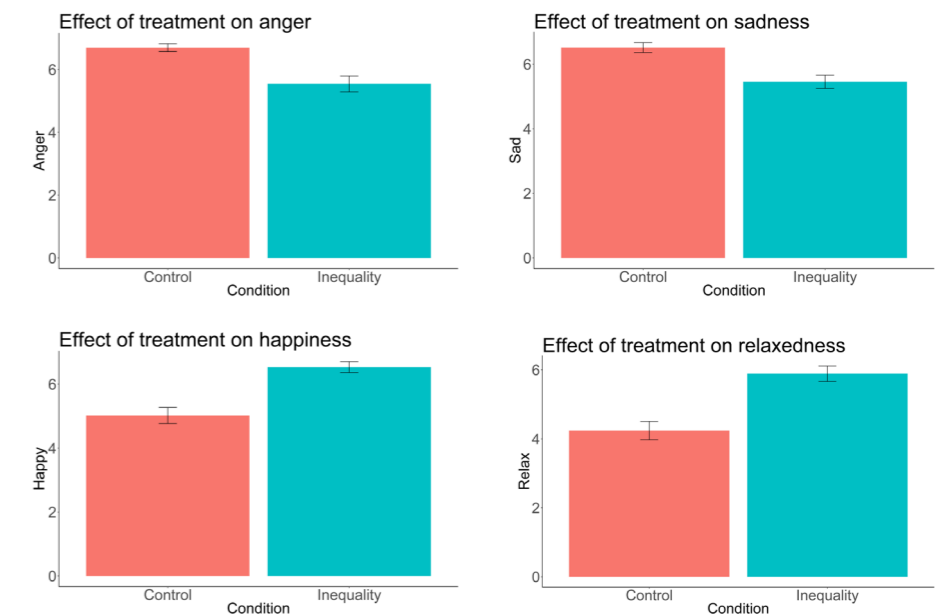 Effect of treatment on anger
6
4
2
0
Anger
Control
Inequality
Condition
Effect of treatment on sadness
6
4
2
0
Sad
Control
Inequality
Condition
Effect of treatment on happiness
6
4
2
0
Happy
Control
Inequality
Condition
Effect of treatment on relaxedness
6
4
2
0
Relax
Control
Inequality
Condition